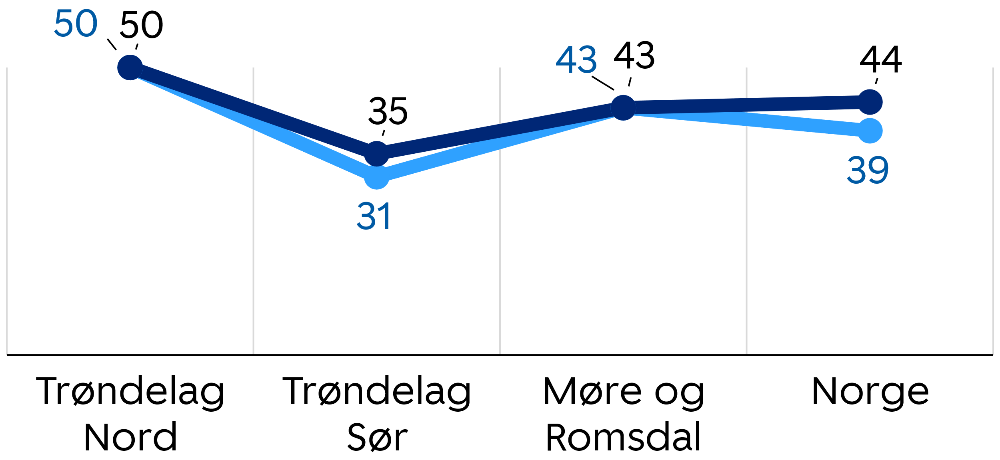 50 50
43 43
44
35
39
31
Trøndelag Nord
Trøndelag Sør
Møre og Romsdal
Norge